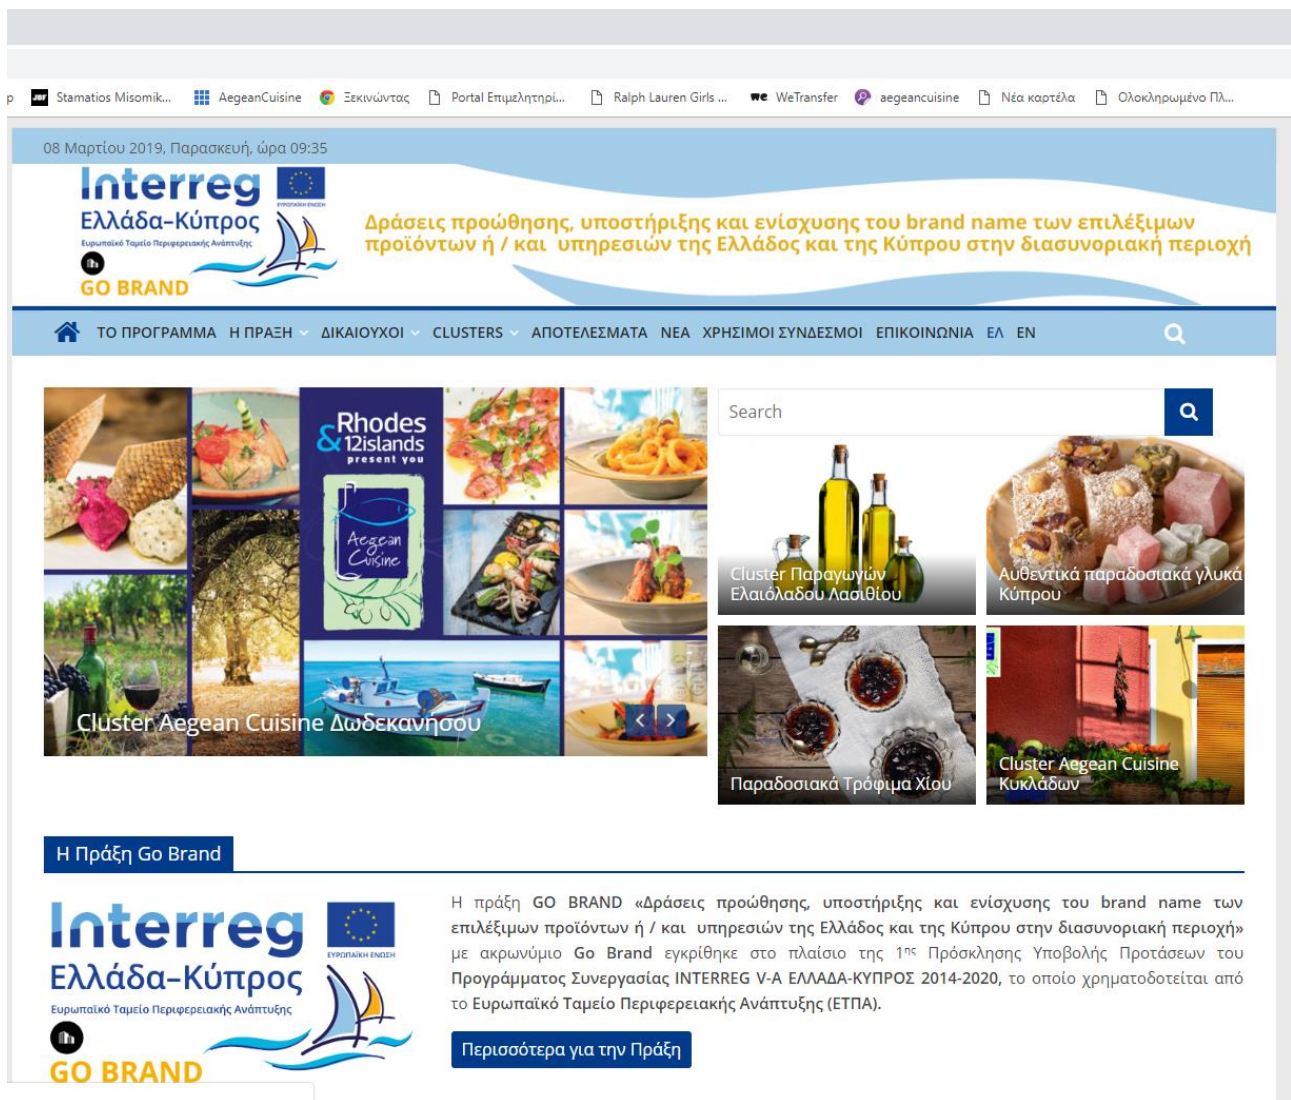 p Stamatios Misomik... AegeanCuisine Ξεκινώντας Portal Επιμελητηρί... Ralph Lauren Girls ... we WeTransfer aegeancuisine Νέα καρτέλα Ολοκληρωμένο Πλ...
08 Μαρτίου 2019, Παρασκευή, ώρα 09:35
Interreg
ΕΥΡΩΠΑΪΚΗ ΕΝΩΣΗ
Ελλάδα-Κύπρος
Ευρωπαϊκό Ταμείο Περιφερειακής Ανάπτυξης
GO BRAND
Δράσεις προώθησης, υποστήριξης και ενίσχυσης του brand name των επιλέξιμων
προϊόντων ή / και υπηρεσιών της Ελλάδος και της Κύπρου στην διασυνοριακή περιοχή
ΤΟ ΠΡΟΓΡΑΜΜΑ Η ΠΡΑΞΗ ΔΙΚΑΙΟΥΧΟΙ CLUSTERS ΑΠΟΤΕΛΕΣΜΑΤΑ ΝΕΑ ΧΡΗΣΙΜΟΙ ΣΥΝΔΕΣΜΟΙ ΕΠΙΚΟΙΝΩΝΙΑ ΕΛ EN
Rhodes
& 12islands
present you
Aegean
Cuisine
Cluster Aegean Cuisine Δωδεκανήσου
Search
Cluster Παραγωγών
Ελαιόλαδου Λασιθίου
Αυθεντικά παραδοσιακά γλυκά
Κύπρου
Παραδοσιακά Τρόφιμα Χίου
Cluster Aegean Cuisine
Κυκλάδων
Η Πράξη Go Brand
Interreg
ΕΥΡΩΠΑΪΚΗ ΕΝΩΣΗ
Ελλάδα-Κύπρος
Ευρωπαϊκό Ταμείο Περιφερειακής Ανάπτυξης
GO BRAND
Η πράξη GO BRAND «Δράσεις προώθησης, υποστήριξης και ενίσχυσης του brand name των
επιλέξιμων προϊόντων ή / και υπηρεσιών της Ελλάδος και της Κύπρου στην διασυνοριακή περιοχή»
με ακρωνύμιο Go Brand εγκρίθηκε στο πλαίσιο της 1ης Πρόσκλησης Υποβολής Προτάσεων του
Προγράμματος Συνεργασίας INTERREG V-A ΕΛΛΑΔΑ-ΚΥΠΡΟΣ 2014-2020, το οποίο χρηματοδοτείται από
το Ευρωπαϊκό Ταμείο Περιφερειακής Ανάπτυξης (ΕΤΠΑ).
Περισσότερα για την Πράξη